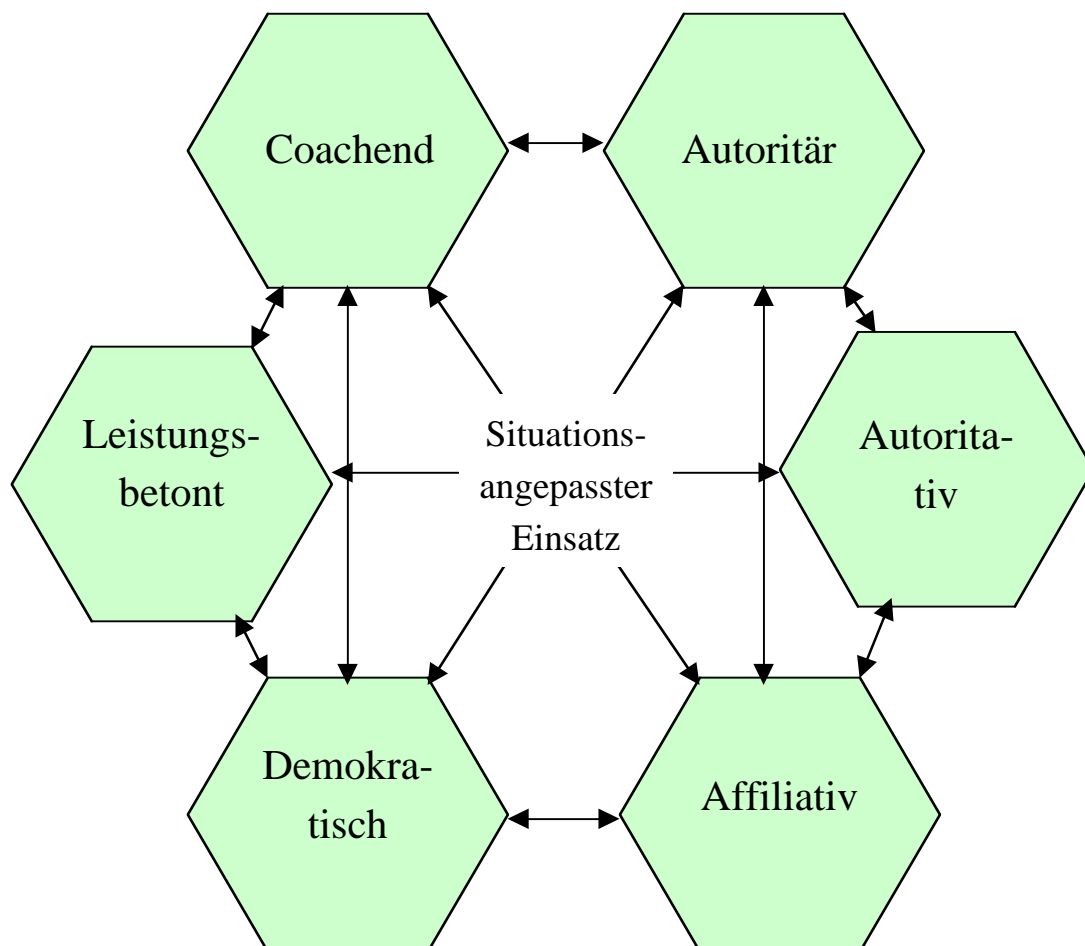 Coachend
Autoritär
Leistungs-
betont
Situations-
angepasster
Einsatz
Autorita-
tiv
Demokra-
tisch
Affiliativ